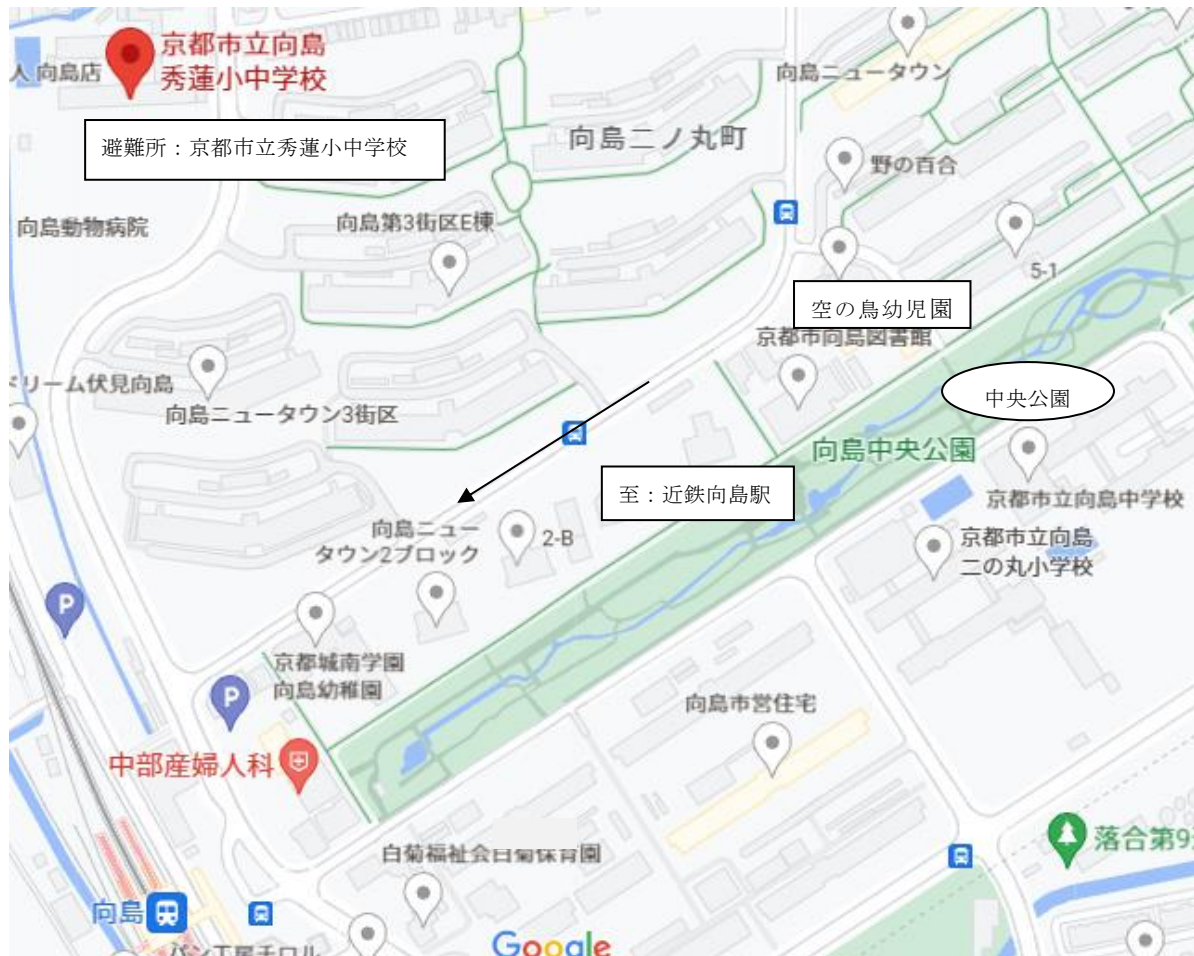 京都市立向島
秀蓮小中学校
人 向島店
向島ニュータウン
避難所：京都市立秀蓮小中学校
向島二ノ丸町
野の百合
向島動物病院
向島第3街区E棟
5-1
空の鳥幼児園
京都市向島図書館
ドリーム伏見向島
向島ニュータウン3街区
中央公園
向島中央公園
至：近鉄向島駅
京都市立向島中学校
向島ニュー
タウン2ブロック
2-B
京都市立向島
二の丸小学校
P
京都城南学園
向島幼稚園
P
向島市営住宅
中部産婦人科
白菊福祉会白菊保育園
落合第9
向島
パン工房チロル
Google